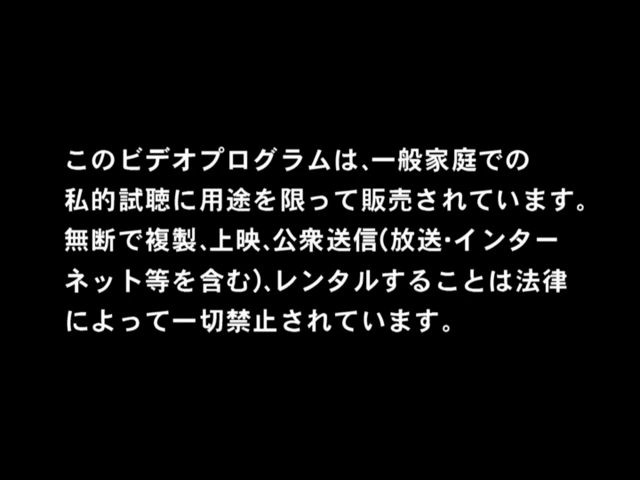 このビデオプログラムは、一般家庭での
私的試聴に用途を限って販売されています。
無断で複製、上映、公衆送信(放送・インター
ネット等を含む)、レンタルすることは法律
によって一切禁止されています。